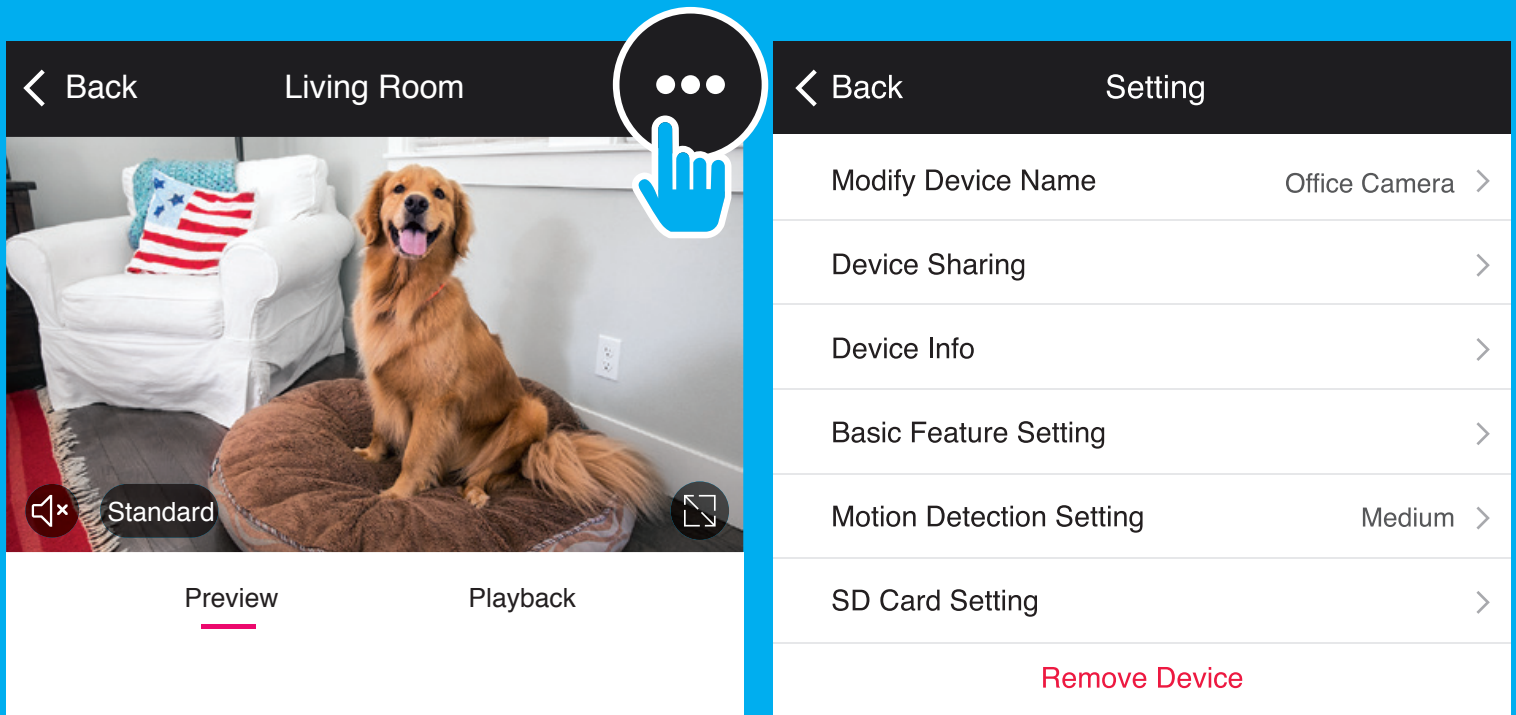 Back
Living Room
Standard
Preview
Playback
Back
Setting
Modify Device Name
Office Camera
Device Sharing
Device Info
Basic Feature Setting
Motion Detection Setting
Medium
SD Card Setting
Remove Device